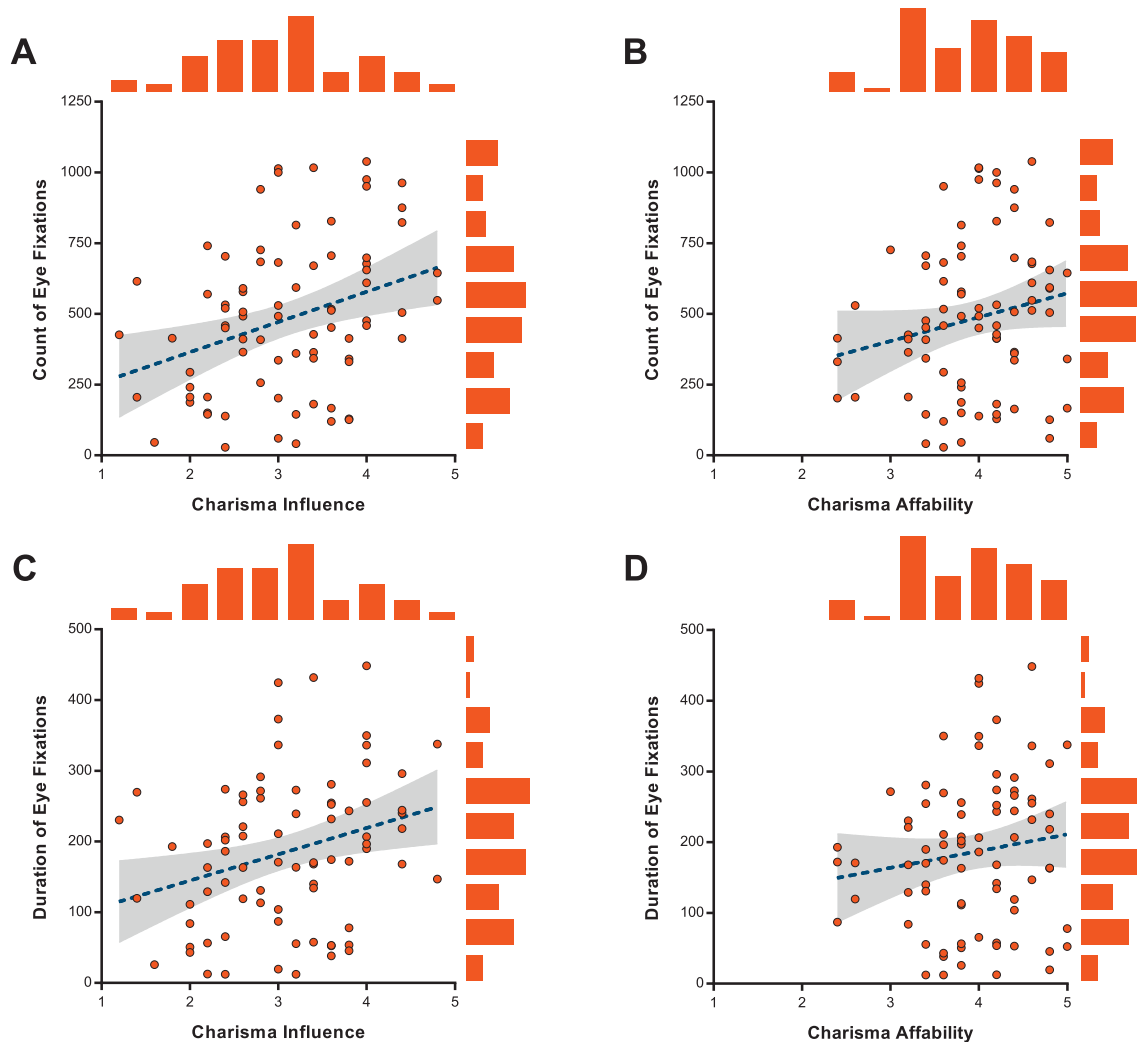 A
1250
1000
750
500
250
0
Count of Eye Fixations
1 2 3 4 5
Charisma Influence
B
1250
1000
750
500
250
0
Count of Eye Fixations
1 2 3 4 5
Charisma Affability
C
500
400
300
200
100
0
Duration of Eye Fixations
1 2 3 4 5
Charisma Influence
D
500
400
300
200
100
0
Duration of Eye Fixations
1 2 3 4 5
Charisma Affability